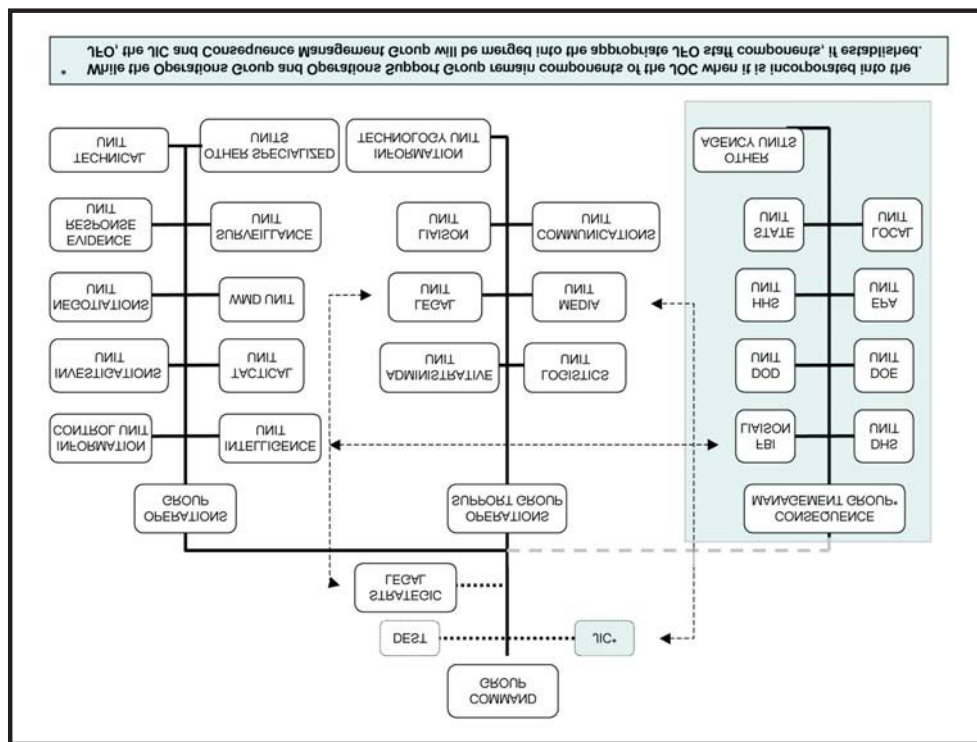 COMMAND
GROUP
DEST
JIC*
STRATEGIC
LEGAL
OPERATIONS
GROUP
OPERATIONS
SUPPORT GROUP
CONSEQUENCE
MANAGEMENT GROUP*
INFORMATION
CONTROL UNIT
INTELLIGENCE
UNIT
FBI
LIAISON
DHS
UNIT
INVESTIGATIONS
UNIT
TACTICAL
UNIT
ADMINISTRATIVE
UNIT
LOGISTICS
UNIT
DOD
UNIT
DOE
UNIT
NEGOTIATIONS
UNIT
WMD UNIT
LEGAL
UNIT
MEDIA
UNIT
HHS
UNIT
EPA
UNIT
EVIDENCE
RESPONSE
UNIT
SURVEILLANCE
UNIT
LIAISON
UNIT
COMMUNICATIONS
UNIT
STATE
UNIT
LOCAL
UNIT
TECHNICAL
UNIT
OTHER SPECIALIZED
UNITS
INFORMATION
TECHNOLOGY UNIT
OTHER
AGENCY UNITS
* While the Operations Group and Operations Support Group remain components of the JOC when it is incorporated into the
JFO, the JIC and Consequence Management Group will be merged into the appropriate JFO staff components, if established.